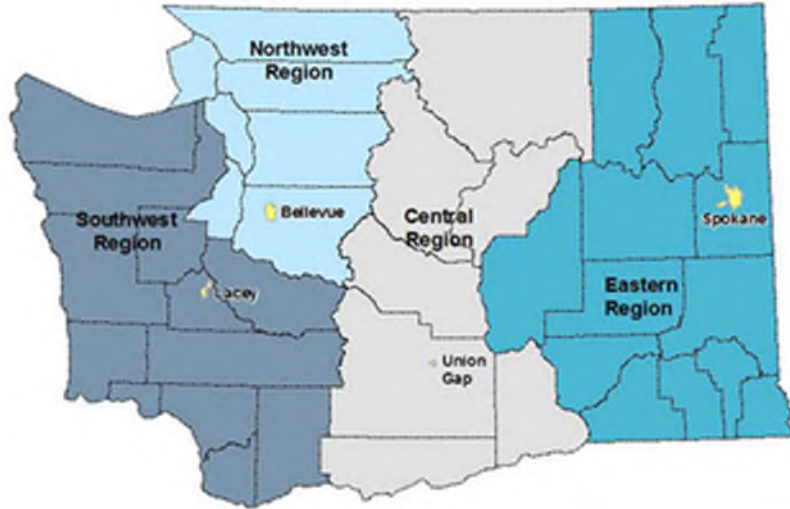 Northwest
Region
Bellevue
Southwest
Region
Central
Region
Spokane
Lacey
Eastern
Region
Union
Gap